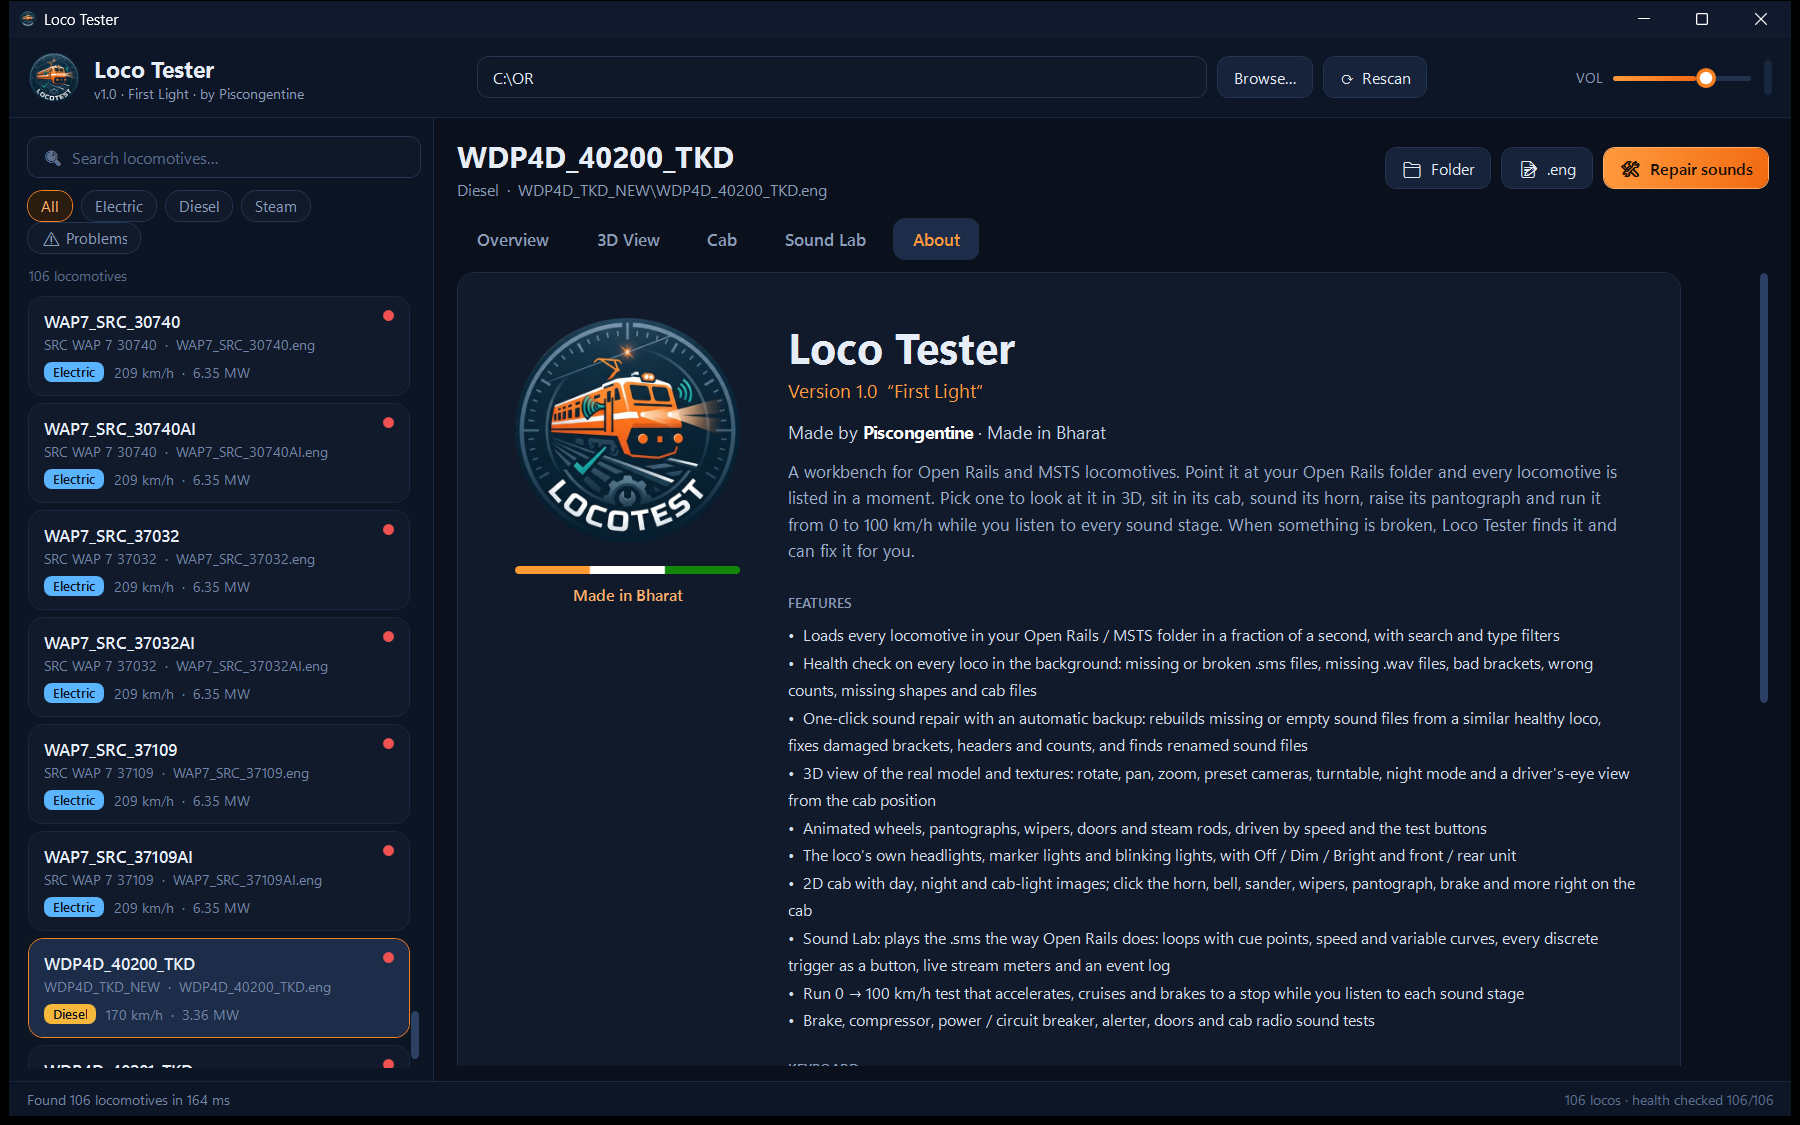 Loco Tester
Loco Tester
v1.0 · First Light · by Piscongentine
C:\OR
Browse...
Rescan
VOL
Search locomotives...
All
Electric
Diesel
Steam
Problems
106 locomotives
WAP7_SRC_30740
SRC WAP 7 30740 · WAP7_SRC_30740.eng
Electric 209 km/h · 6.35 MW
WAP7_SRC_30740AI
SRC WAP 7 30740 · WAP7_SRC_30740AI.eng
Electric 209 km/h · 6.35 MW
WAP7_SRC_37032
SRC WAP 7 37032 · WAP7_SRC_37032.eng
Electric 209 km/h · 6.35 MW
WAP7_SRC_37032AI
SRC WAP 7 37032 · WAP7_SRC_37032AI.eng
Electric 209 km/h · 6.35 MW
WAP7_SRC_37109
SRC WAP 7 37109 · WAP7_SRC_37109.eng
Electric 209 km/h · 6.35 MW
WAP7_SRC_37109AI
SRC WAP 7 37109 · WAP7_SRC_37109AI.eng
Electric 209 km/h · 6.35 MW
WDP4D_40200_TKD
WDP4D_TKD_NEW · WDP4D_40200_TKD.eng
Diesel 170 km/h · 3.36 MW
WDP4D_40200_TKD
Diesel · WDP4D_TKD_NEW\WDP4D_40200_TKD.eng
Folder
.eng
Repair sounds
Overview
3D View
Cab
Sound Lab
About
LOCOTEST
Made in Bharat
Loco Tester
Version 1.0 “First Light”
Made by Piscongentine · Made in Bharat
A workbench for Open Rails and MSTS locomotives. Point it at your Open Rails folder and every locomotive is
listed in a moment. Pick one to look at it in 3D, sit in its cab, sound its horn, raise its pantograph and run it
from 0 to 100 km/h while you listen to every sound stage. When something is broken, Loco Tester finds it and
can fix it for you.
FEATURES
• Loads every locomotive in your Open Rails / MSTS folder in a fraction of a second, with search and type filters
• Health check on every loco in the background: missing or broken .sms files, missing .wav files, bad brackets, wrong
counts, missing shapes and cab files
• One-click sound repair with an automatic backup: rebuilds missing or empty sound files from a similar healthy loco,
fixes damaged brackets, headers and counts, and finds renamed sound files
• 3D view of the real model and textures: rotate, pan, zoom, preset cameras, turntable, night mode and a driver's-eye view
from the cab position
• Animated wheels, pantographs, wipers, doors and steam rods, driven by speed and the test buttons
• The loco's own headlights, marker lights and blinking lights, with Off / Dim / Bright and front / rear unit
• 2D cab with day, night and cab-light images; click the horn, bell, sander, wipers, pantograph, brake and more right on the
cab
• Sound Lab: plays the .sms the way Open Rails does: loops with cue points, speed and variable curves, every discrete
trigger as a button, live stream meters and an event log
• Run 0 → 100 km/h test that accelerates, cruises and brakes to a stop while you listen to each sound stage
• Brake, compressor, power / circuit breaker, alerter, doors and cab radio sound tests
Found 106 locomotives in 164 ms
106 locos · health checked 106/106